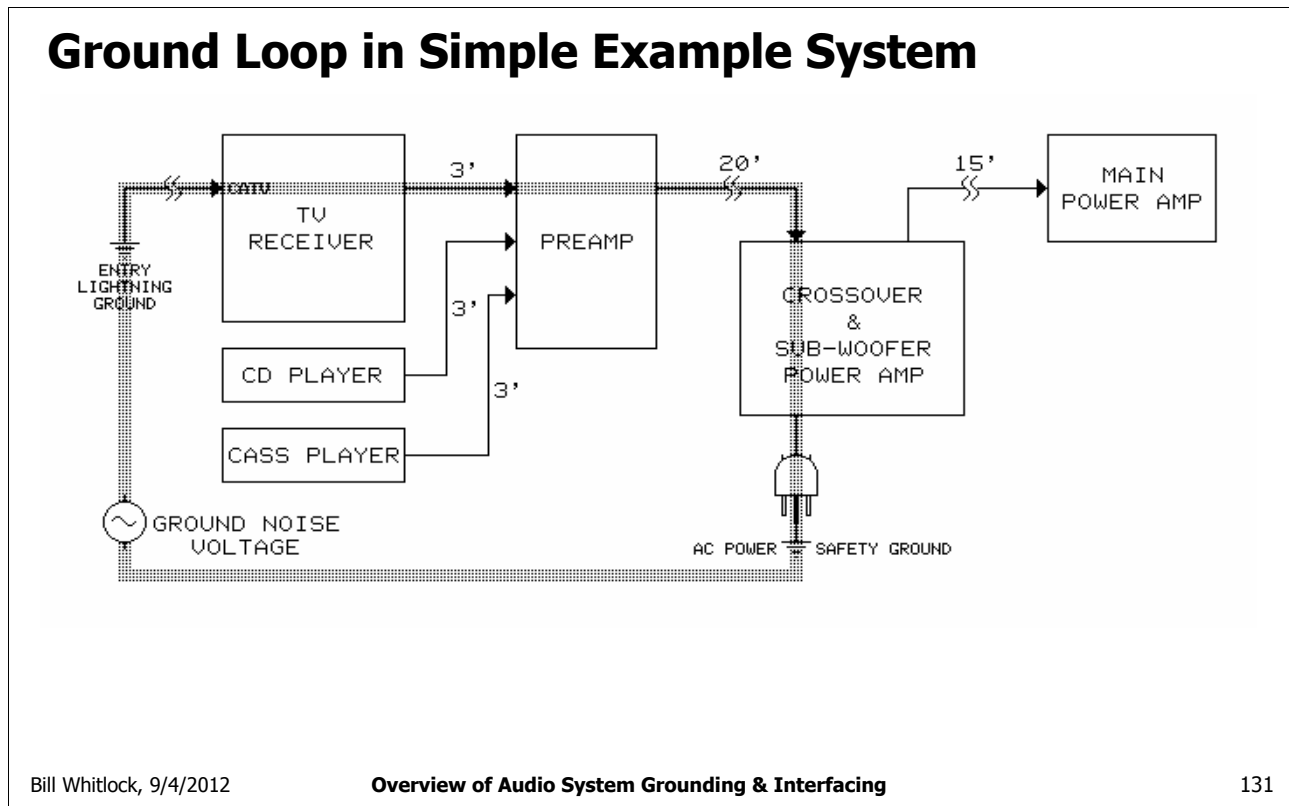 Ground Loop in Simple Example System
3'
20'
15'
CATV
TV
RECEIVER
PREAMP
MAIN
POWER AMP
ENTRY
LIGHTNING
GROUND
3'
CROSSOVER
&
SUB-WOOFER
POWER AMP
CD PLAYER
3'
CASS PLAYER
GROUND NOISE
VOLTAGE
AC POWER SAFETY GROUND
Bill Whitlock, 9/4/2012 Overview of Audio System Grounding & Interfacing 131